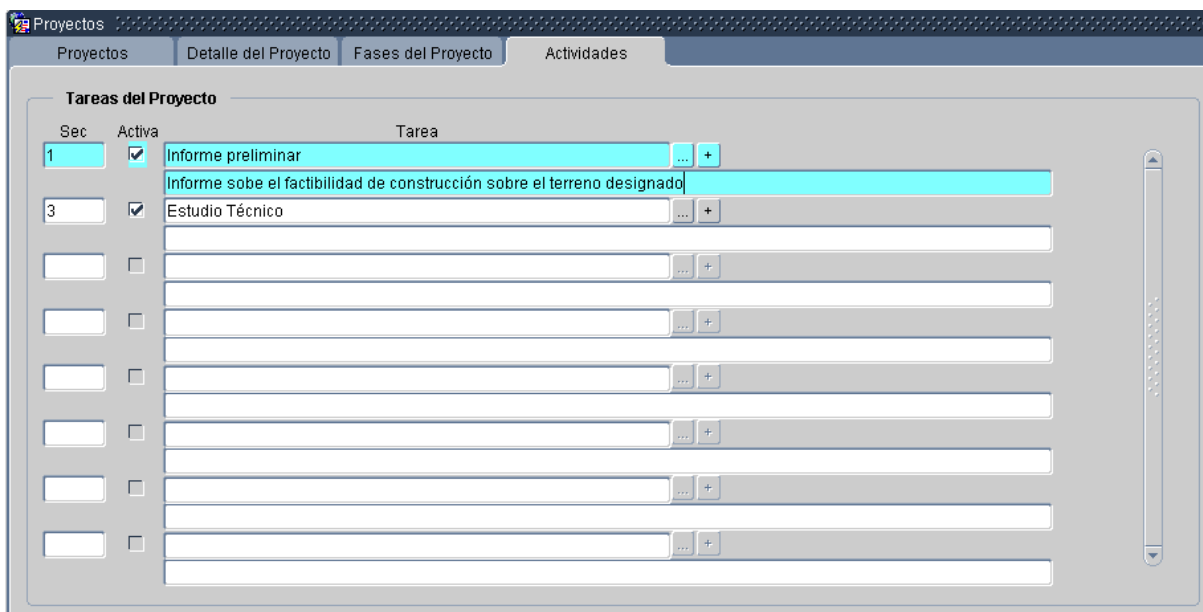 Proyectos
Proyectos Detalle del Proyecto Fases del Proyecto Actividades
Tareas del Proyecto
Sec Activa Tarea
1 Informe preliminar ... +
Informe sobe el factibilidad de construcción sobre el terreno designado
3 Estudio Técnico ... +
... +
... +
... +
... +
... +
... +